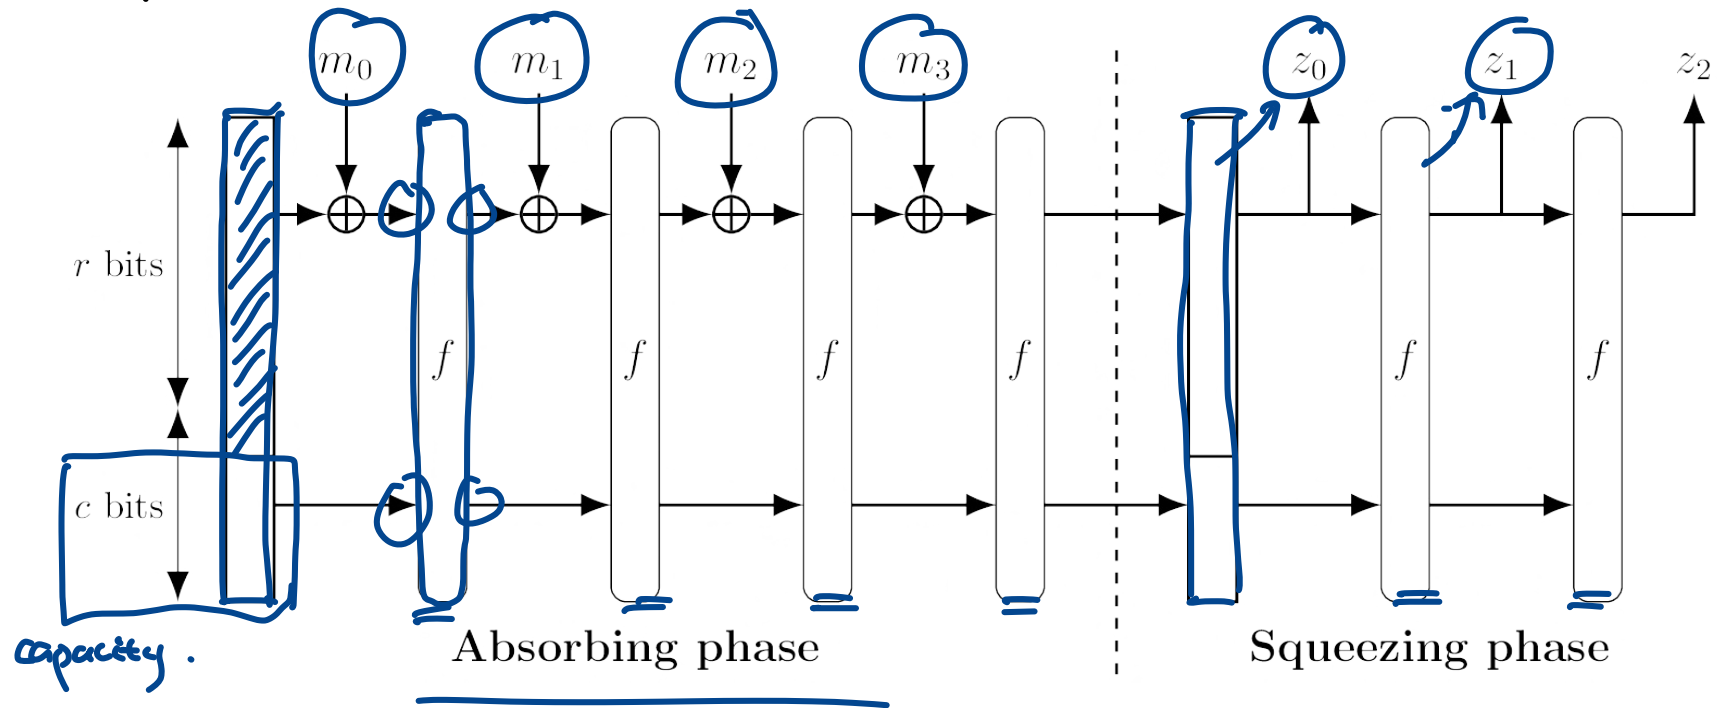 m₀ m₁ m₂ m₃ z₀ z₁ z₂
r bits
f f f f f f
c bits
capacity.
Absorbing phase Squeezing phase